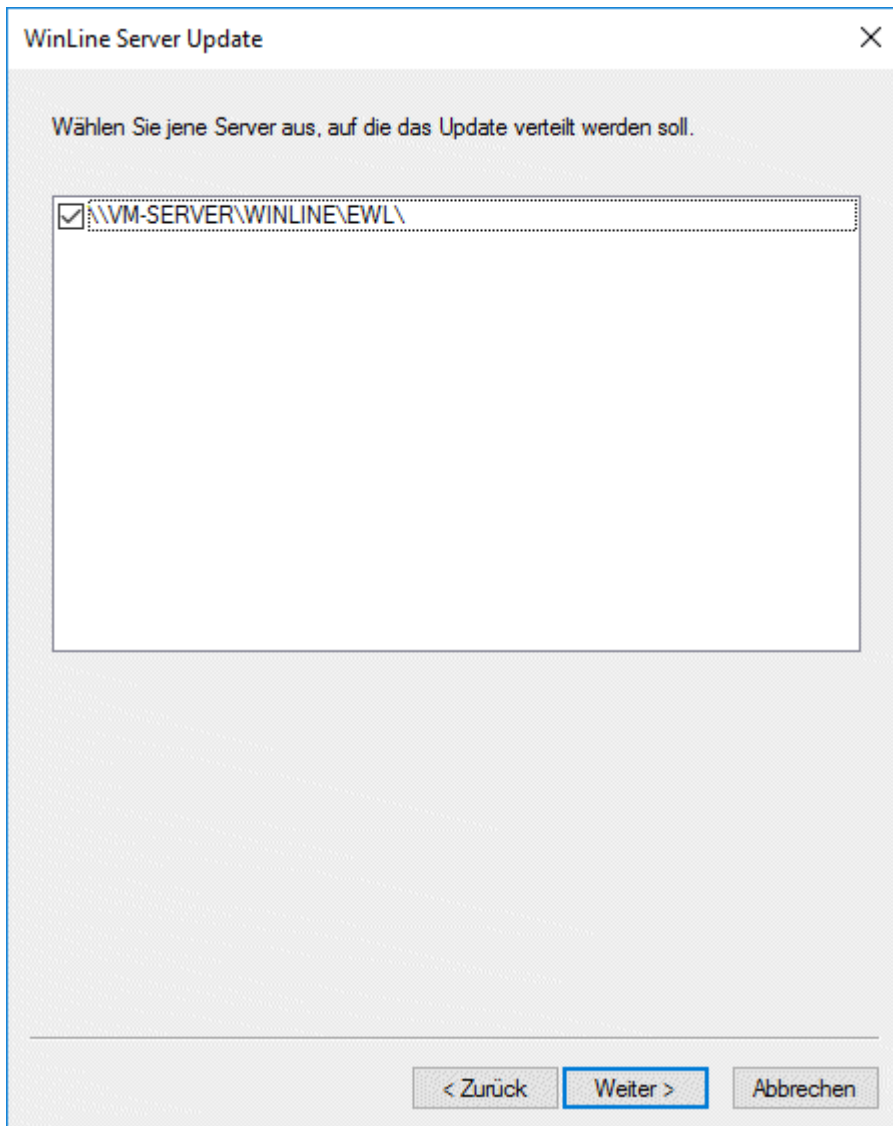 WinLine Server Update
Wählen Sie jene Server aus, auf die das Update verteilt werden soll.
\\VM-SERVER\WINLINE\EWL\
< Zurück
Weiter >
Abbrechen